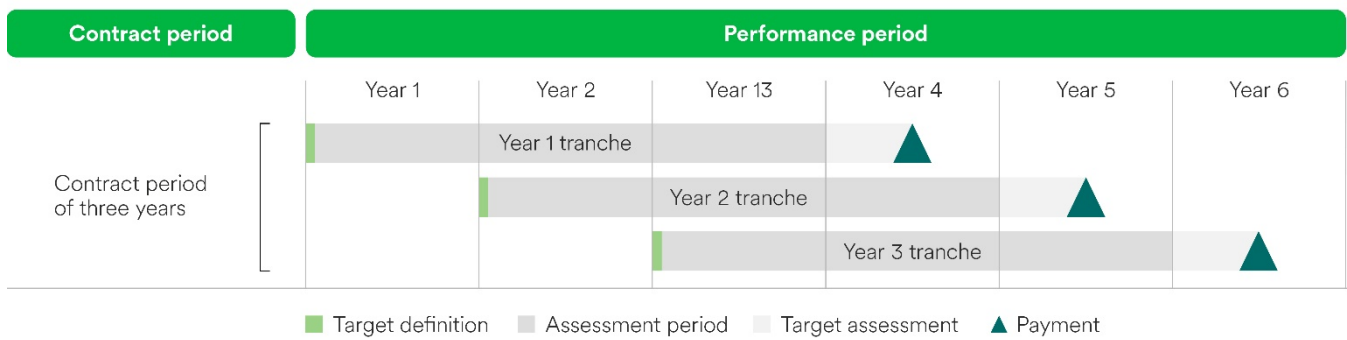 Contract period
Performance period
Year 1
Year 2
Year 13
Year 4
Year 5
Year 6
Year 1 tranche
Year 2 tranche
Year 3 tranche
Contract period
of three years
Target definition
Assessment period
Target assessment
Payment